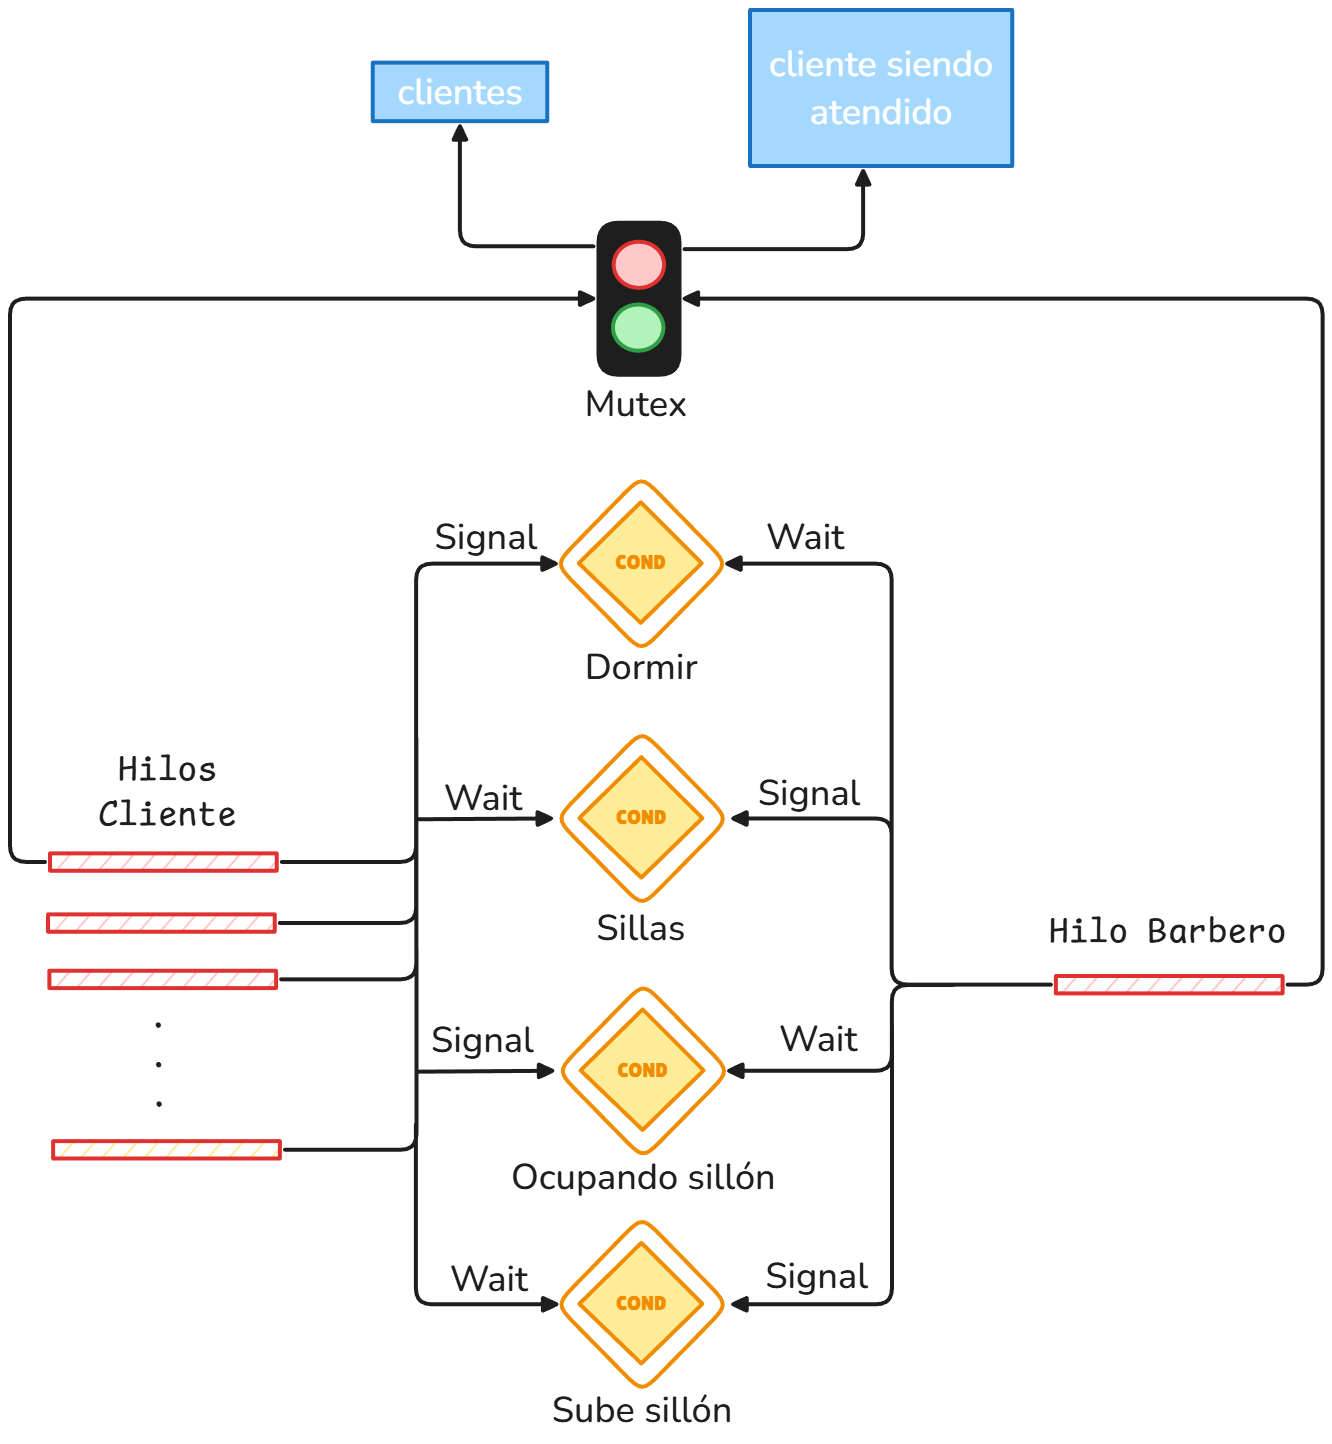 clientes
cliente siendo
atendido
Mutex
Signal
COND
Wait
Dormir
Hilos
Cliente
Wait
COND
Signal
Sillas
Hilo Barbero
Signal
COND
Wait
Ocupando sillón
Wait
COND
Signal
Sube sillón